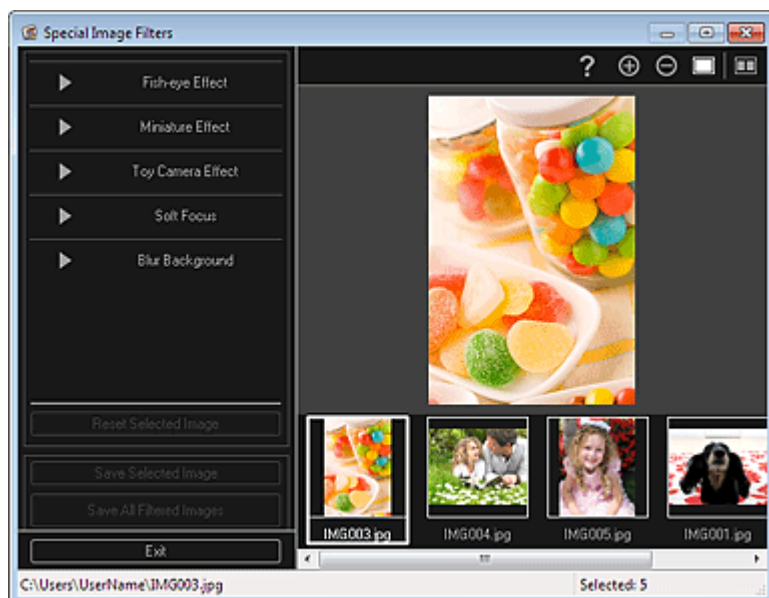 Special Image Filters
Fish-eye Effect
Miniature Effect
Toy Camera Effect
Soft Focus
Blur Background
Reset Selected Image
Save Selected Image
Save All Filtered Images
Exit
?
IMG003.jpg
IMG004.jpg
IMG005.jpg
IMG001.jpg
C:\Users\UserName\IMG003.jpg
Selected: 5